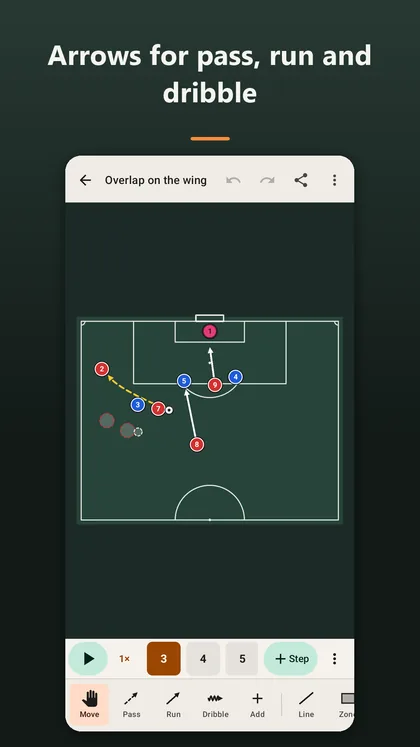 Arrows for pass, run and
dribble
Overlap on the wing
1
2
5
9
4
3
7
8
1×
3
4
5
+ Step
Move
Pass
Run
Dribble
Add
Line
Zon